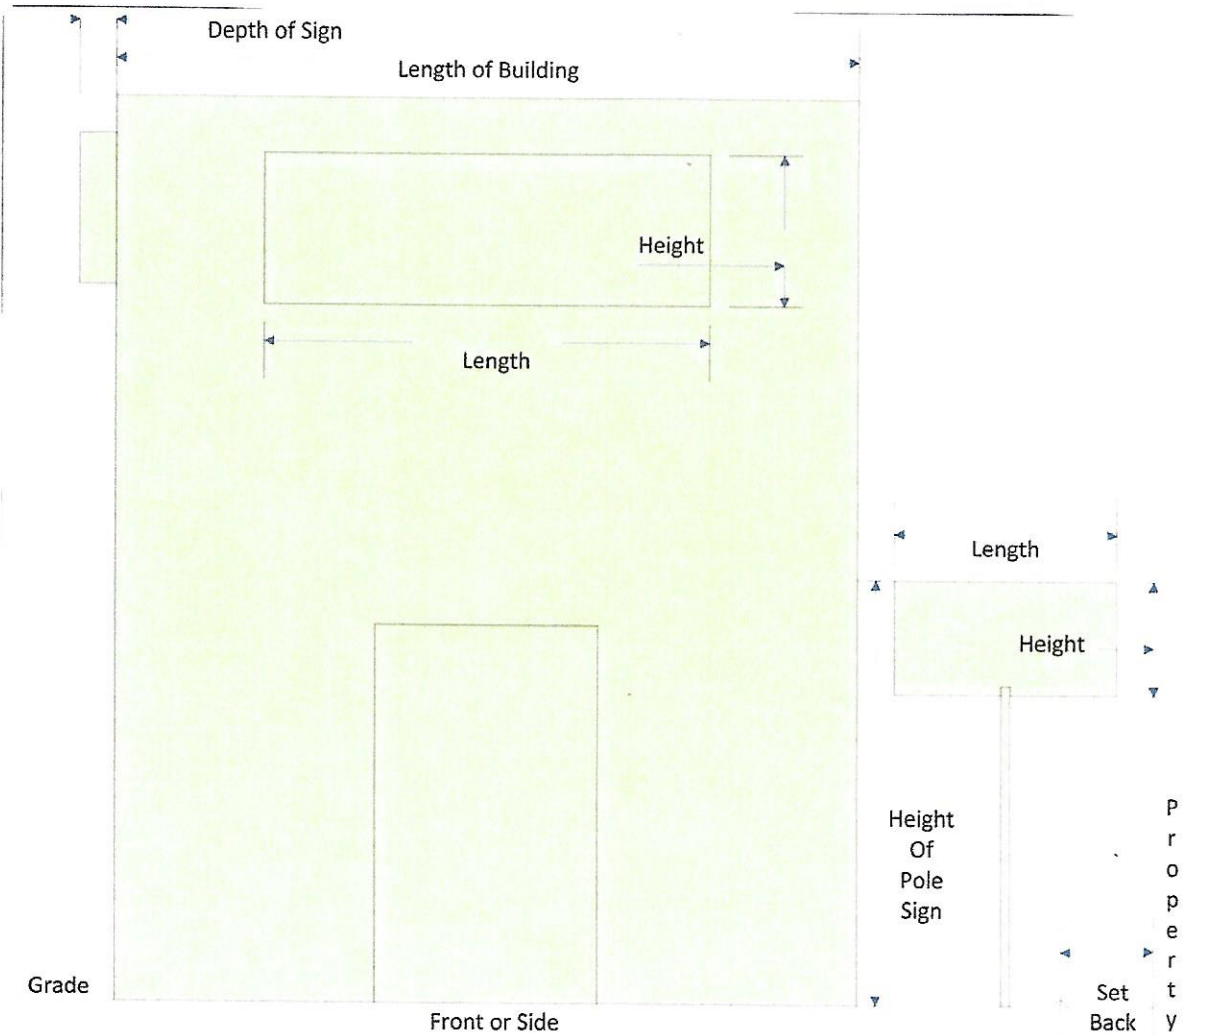 Depth of Sign
Length of Building
Height
Length
Length
Height
Height
Of
Pole
Sign
Property
Grade
Set
Back
Front or Side